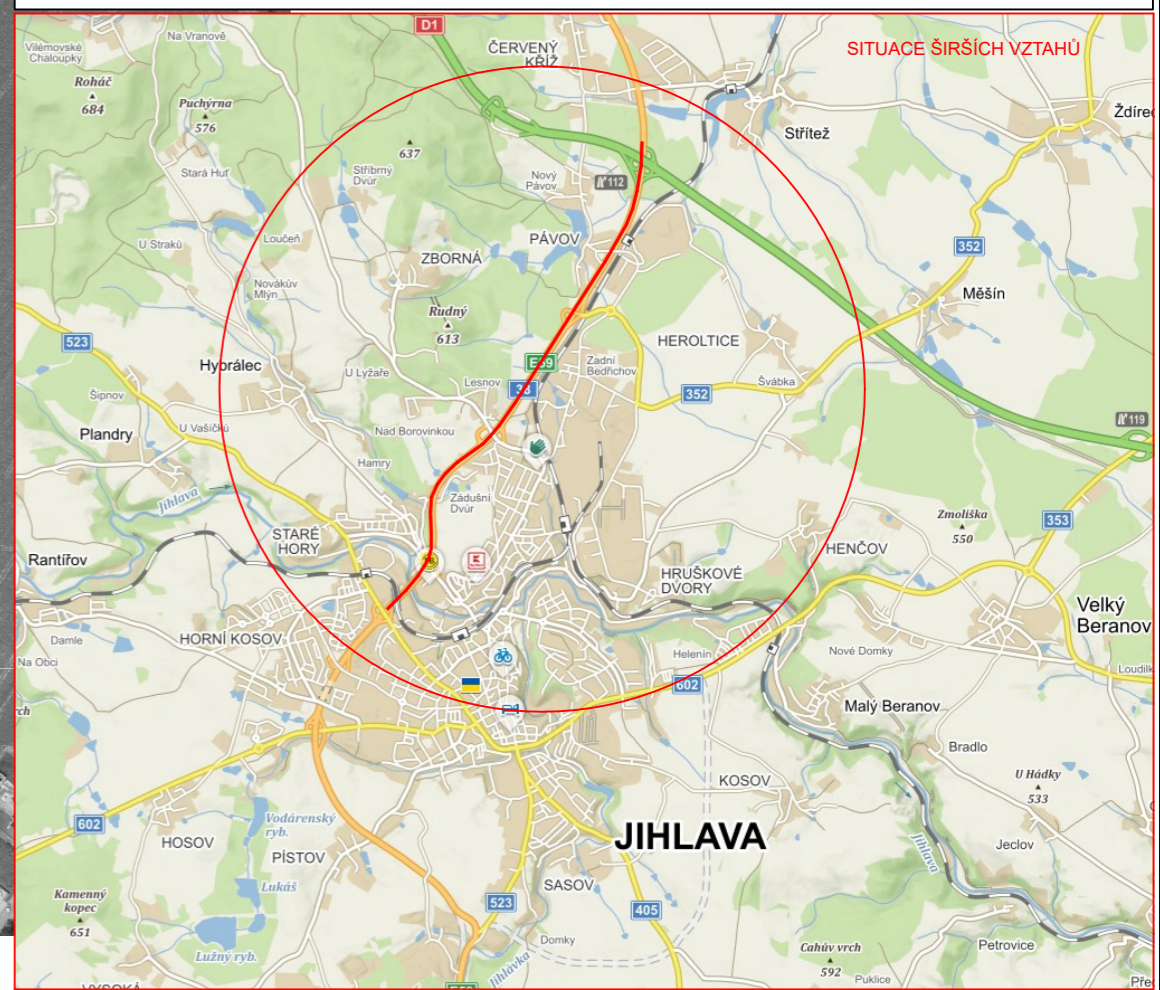 D1
SITUACE ŠIRŠÍCH VZTAHŮ
Na Vranově
Vilémovské
Chaloupky
ČERVENÝ
KŘÍŽ
Roháč
684
Puchýrna
576
Ždírec
Střítež
637
Stará Huť
Stříbrný
Dvůr
Nový
Pávov
112
U Straků
Loučeň
PÁVOV
352
ZBORNÁ
Novákův
Mlýn
Měšín
Rudný
613
523
HEROLTICE
Hybrálec
U Lyžaře
E59
Zadní
Bedřichov
Šipnov
Lesnov
38
352
Švábka
119
Plandry
U Vašíčků
Nad Borovinkou
Hamry
Jihlava
Zádušní
Dvůr
Zmoliška
550
353
STARÉ
HORY
HENČOV
Rantířov
HRUŠKOVÉ
DVORY
Velký
Beranov
Damle
HORNÍ KOSOV
Helenín
Nové Domky
Na Obci
602
Malý Beranov
Bradlo
KOSOV
U Hádky
533
602
Vodárenský
ryb.
JIHLAVA
HOSOV
PÍSTOV
Jihlava
Jeclov
Lukáš
SASOV
Kamenný
kopec
651
523
405
Domky
Cahův vrch
592
Petrovice
Lužný ryb.
Jihlávka
Puklice
VYSOKÁ